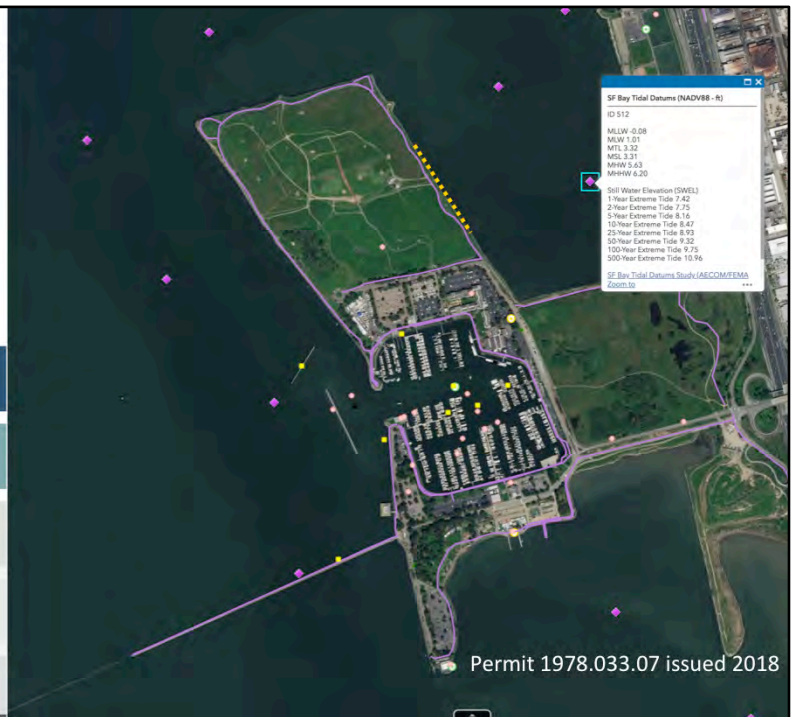 SF Bay Tidal Datums (NADV88 - ft)
ID 512
MLLW -0.08
MLW 1.01
MTL 3.32
MSL 3.31
MHW 5.63
MHHW 6.20
Still Water Elevation (SWEL)
1-Year Extreme Tide 7.42
2-Year Extreme Tide 7.75
5-Year Extreme Tide 8.16
10-Year Extreme Tide 8.47
25-Year Extreme Tide 8.93
50-Year Extreme Tide 9.32
100-Year Extreme Tide 9.75
500-Year Extreme Tide 10.96
SF Bay Tidal Datums Study (AECOM/FEMA
Zoom to
Permit 1978.033.07 issued 2018